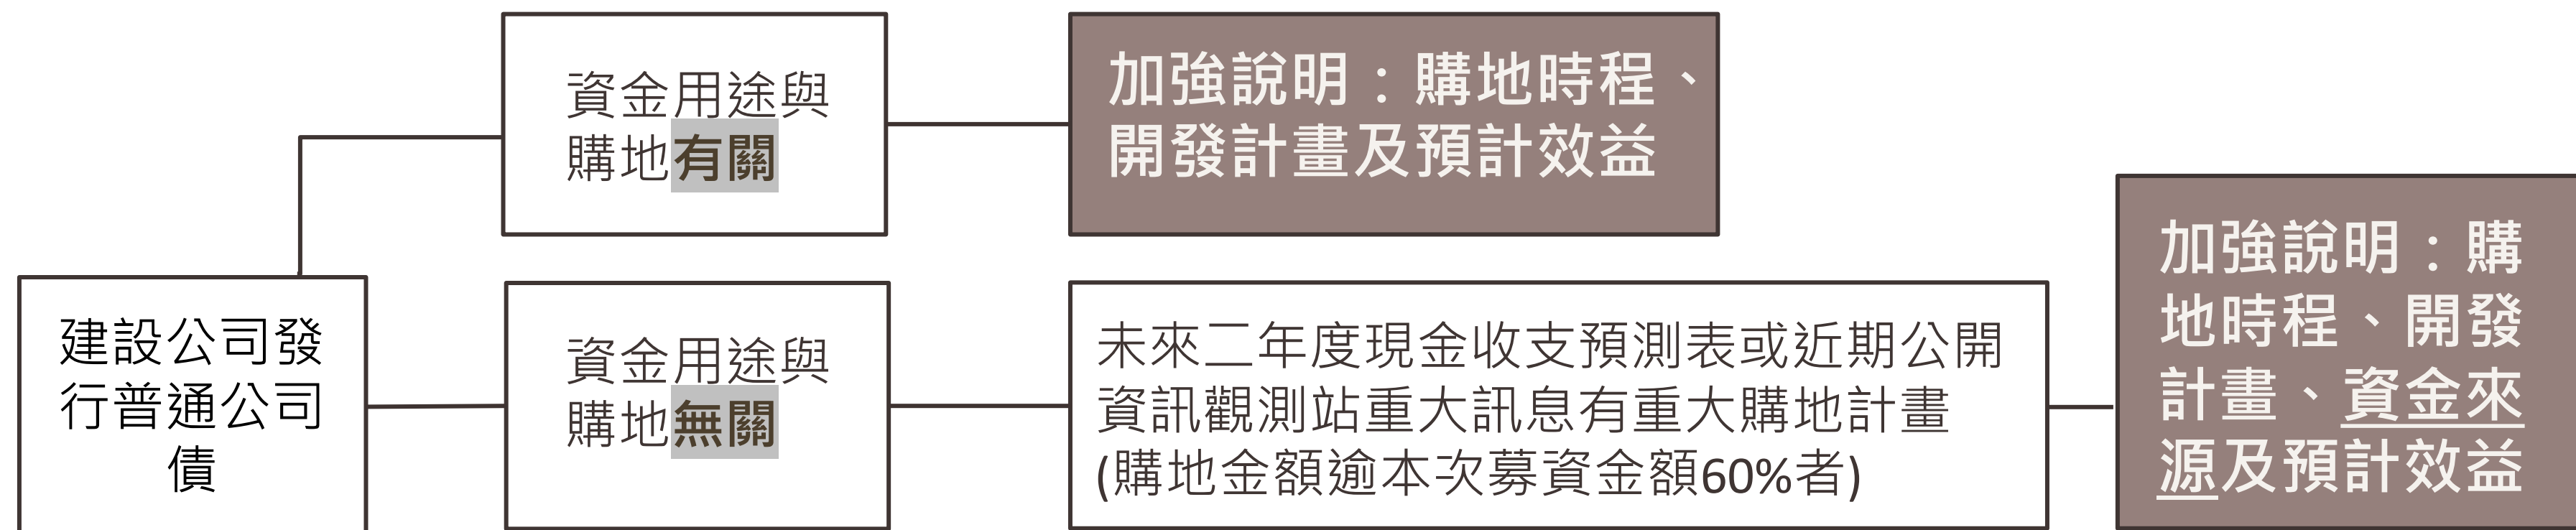 資金用途與
購地有關
加強說明：購地時程、
開發計畫及預計效益
建設公司發
行普通公司
債
資金用途與
購地無關
未來二年度現金收支預測表或近期公開
資訊觀測站重大訊息有重大購地計畫
(購地金額逾本次募資金額60%者)
加強說明：購
地時程、開發
計畫、資金來
源及預計效益